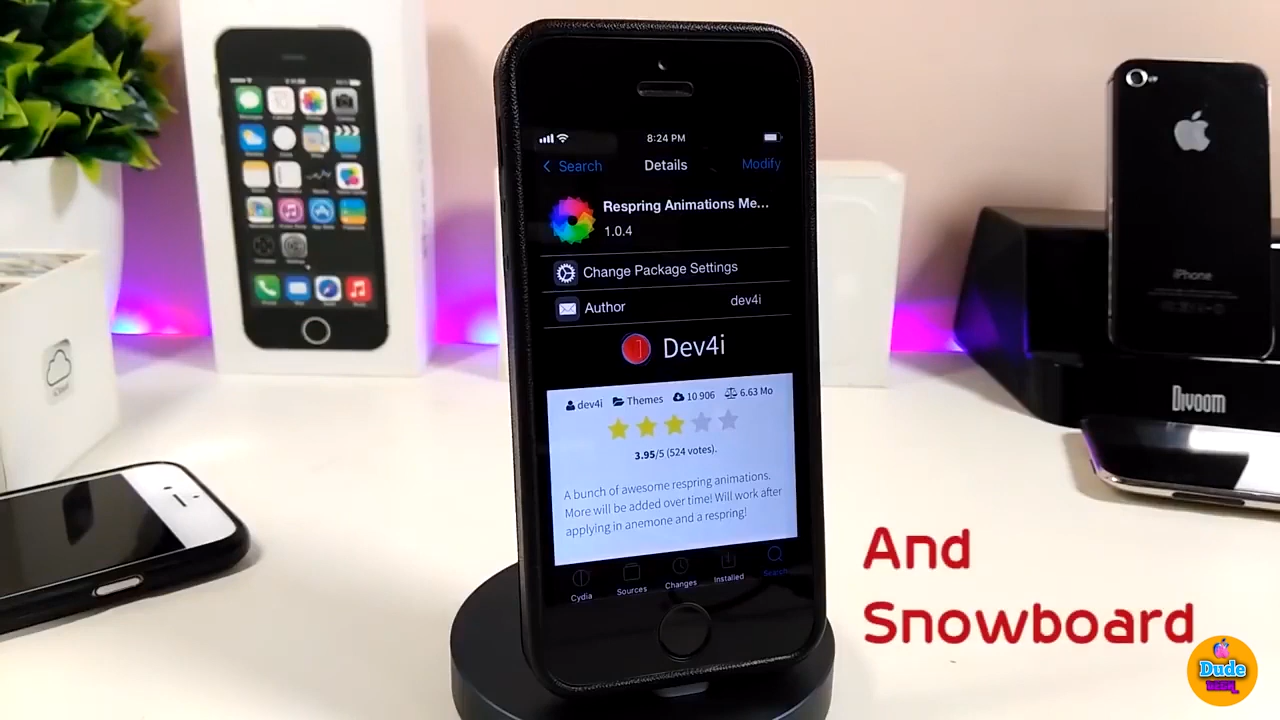 8:24 PM
Search
Details
Modify
Respring Animations Me...
1.0.4
Change Package Settings
Author
dev4i
Dev4i
dev4i Themes 10 906 6.63 Mo
3.95/5 (524 votes).
A bunch of awesome respring animations.
More will be added over time! Will work after
applying in anemone and a respring!
Cydia
Sources
Changes
Installed
Search
iPhone
Divoom
iCloud
And
Snowboard
Dude